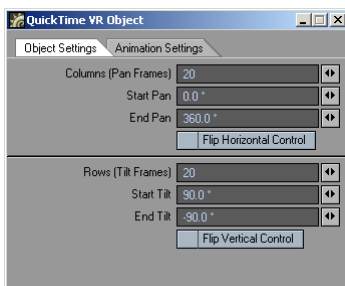 QuickTime VR Object
Object Settings Animation Settings
Columns (Pan Frames) 20
Start Pan 0.0 °
End Pan 360.0 °
Flip Horizontal Control
Rows (Tilt Frames) 20
Start Tilt 90.0 °
End Tilt -90.0 °
Flip Vertical Control